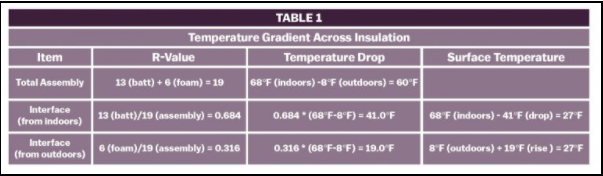 TABLE 1
Temperature Gradient Across Insulation
Item R-Value Temperature Drop Surface Temperature
Total Assembly 13 (batt) + 6 (foam) = 19 68°F (indoors) -8°F (outdoors) = 60°F
Interface
(from indoors) 13 (batt)/19 (assembly) = 0.684 0.684 * (68°F-8°F) = 41.0°F 68°F (indoors) - 41°F (drop) = 27°F
Interface
(from outdoors) 6 (foam)/19 (assembly) = 0.316 0.316 * (68°F-8°F) = 19.0°F 8°F (outdoors) + 19°F (rise ) = 27°F